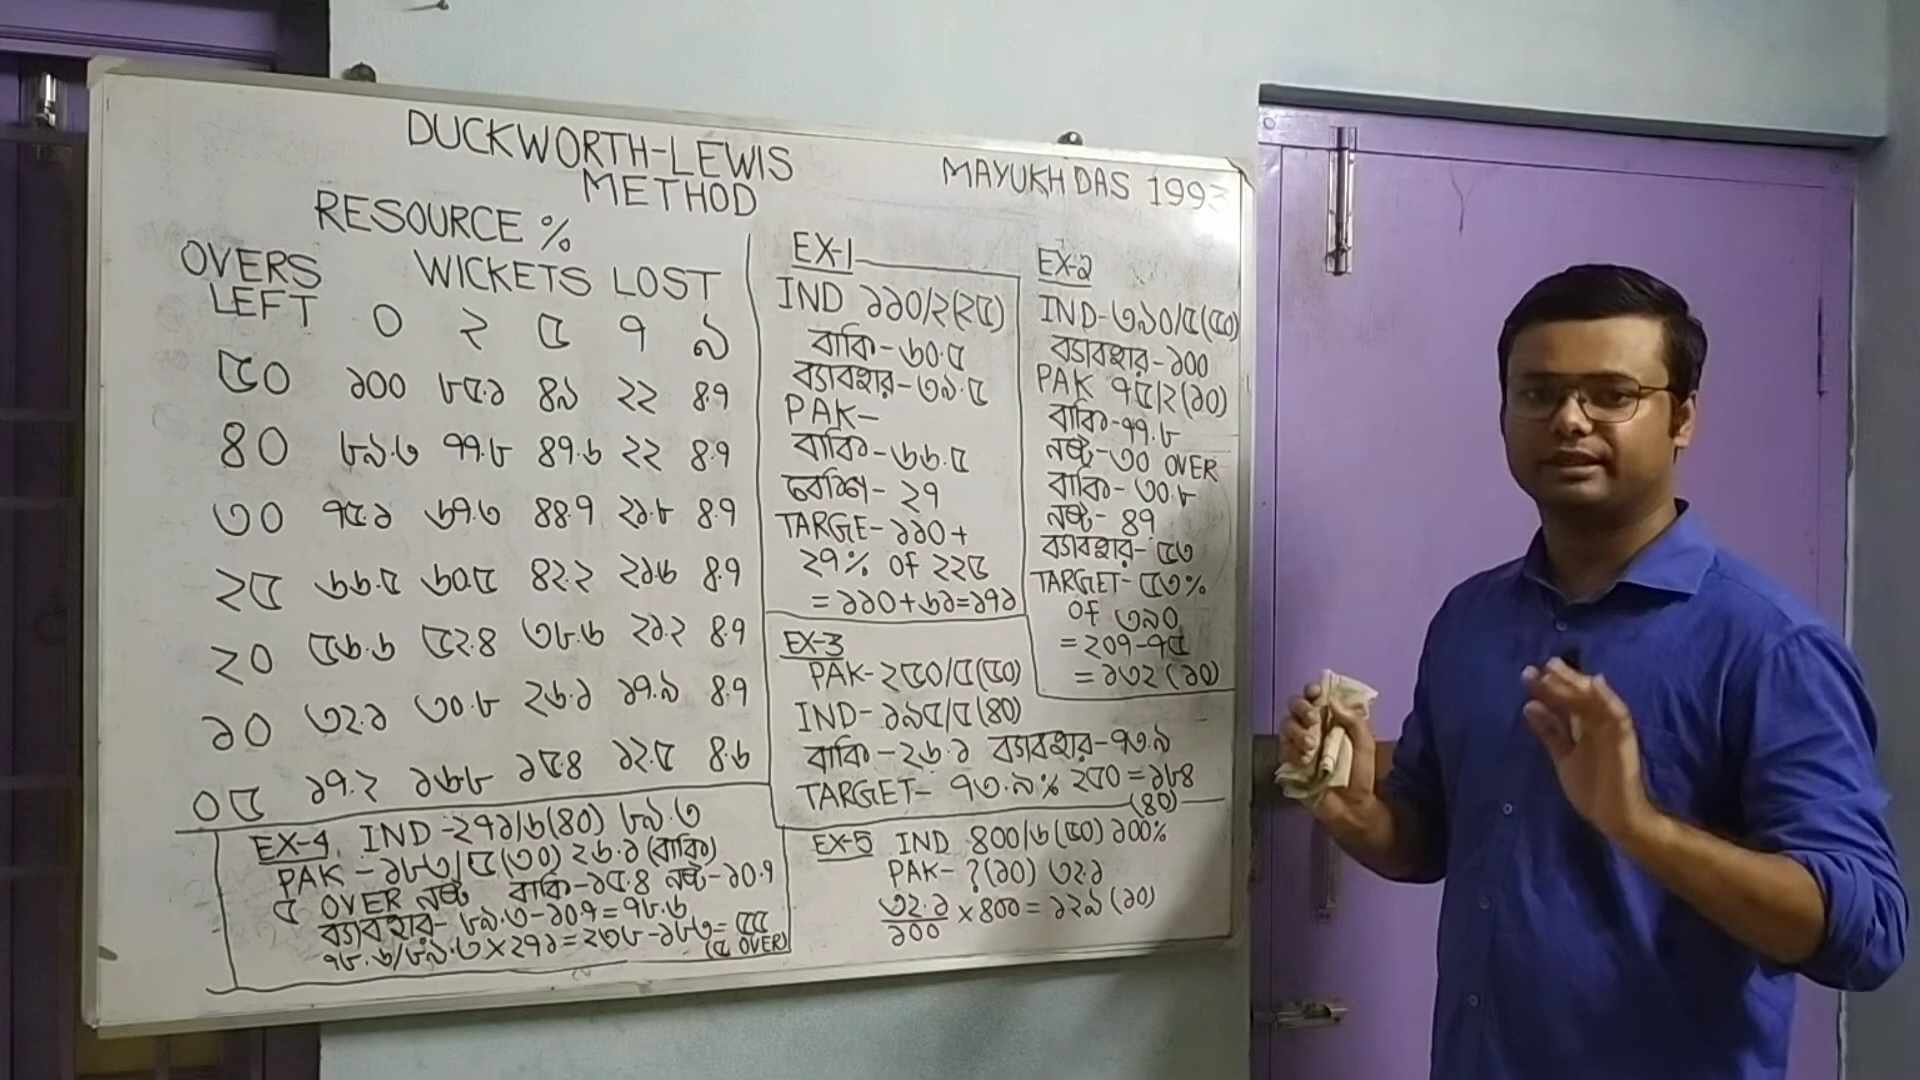 DUCKWORTH-LEWIS
METHOD
MAYUKH DAS 1993
RESOURCE %
OVERS LEFT
WICKETS LOST
0 ২ ৫ ৭ ৯
৫০ ১০০ ৮৫.১ ৪৯ ২২ ৪.৭
৪০ ৮৯.৩ ৭৭.৮ ৪৭.৬ ২২ ৪.৭
৩০ ৭৫.১ ৬৭.৩ ৪৪.৭ ২১.৮ ৪.৭
২৫ ৬৬.৫ ৬০.৫ ৪২.২ ২১.৬ ৪.৭
২০ ৫৬.৬ ৫২.৪ ৩৮.৬ ২১.২ ৪.৭
১০ ৩২.১ ৩০.৮ ২৬.১ ১৭.৯ ৪.৭
০৫ ১৭.২ ১৫.৪ ১২.৫ ৪.৬
EX-1
IND ১১০/২(২৫)
বাকি-৬০.৫
ব্যাবহার-৩৯.৫
PAK-
বাকি-৬৬.৫
বেশি- ২৭
TARGE- ১১০+
২৭% OF ২২৫
= ১১০+৬১=১৭১
EX-২
IND-৩৯০/৫(৫০)
ব্যাবহার-১০০
PAK ৭৫/২(১০)
বাকি-৭৭.৮
নষ্ট-৩০ OVER
বাকি- ৩০.৮
নষ্ট- ৪৭
ব্যাবহার- ৫৩
TARGET- ৫৩%
OF ৩৯০
= ২০৭-৭৫
= ১৩২ (১০)
EX-3
PAK-২৫০/৫(৫০)
IND- ১৯৫/৫(৪০)
বাকি -২৬.১ ব্যাবহার-৭৩.৯
TARGET- ৭৩.৯% ২৫০ = ১৮৪
(৪০)
EX-4 IND -২৭১/৬(৪০) ৮৯.৩
PAK - ১৮৩/৫(৩০) ২৬.১ (বাকি)
৫ OVER নষ্ট বাকি-১৫.৪ নষ্ট-১০.৭
ব্যাবহার- ৮৯.৩-১০.৭= ৭৮.৬
৭৮.৬/৮৯.৩×২৭১ = ২৩৮ -১৮৩= ৫৫
(৫ OVER)
EX-5 IND ৪০০/৬(৫০) ১০০%
PAK- ?(১০) ৩২.১
৩২.১
১০০ ×৪০০= ১২৯ (১০)